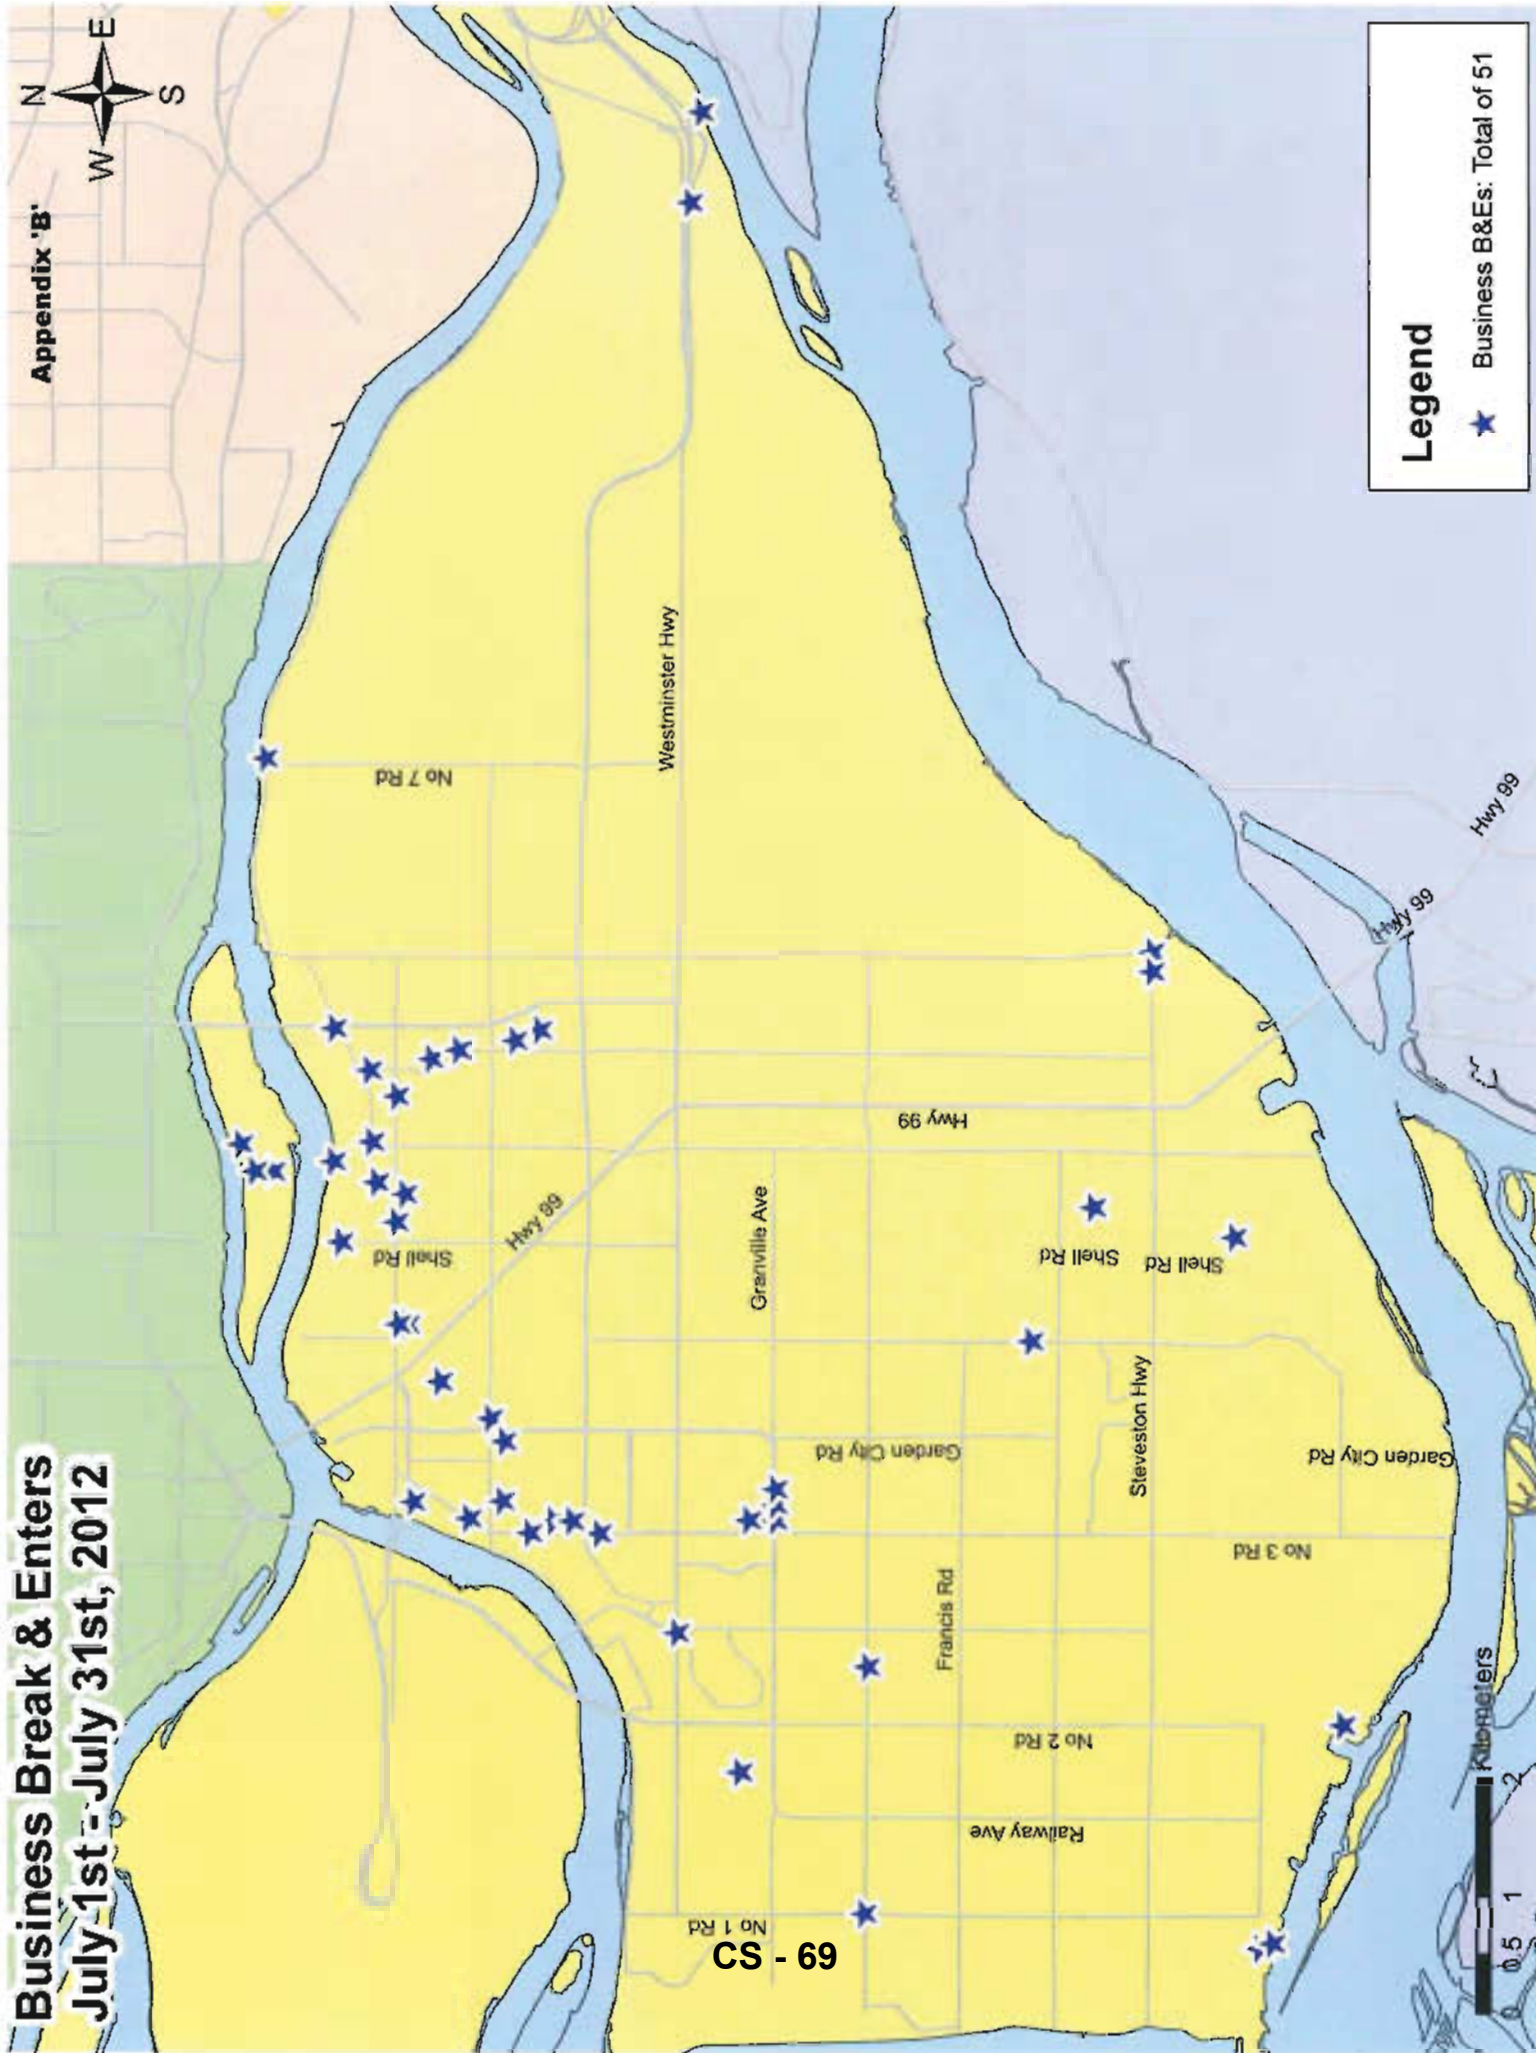 Business Break & Enters
July 1st - July 31st, 2012
Appendix 'B'
N
W
E
S
No 7 Rd
Westminster Hwy
Shell Rd
Hwy 99
Granville Ave
Hwy 99
Garden City Rd
Shell Rd
Shell Rd
Steveston Hwy
Garden City Rd
No 3 Rd
Francis Rd
No 2 Rd
Railway Ave
No 1 Rd
Hwy 99
Hwy 99
Legend
Business B&Es: Total of 51
Kilometers
0 0.5 1 2
CS - 69